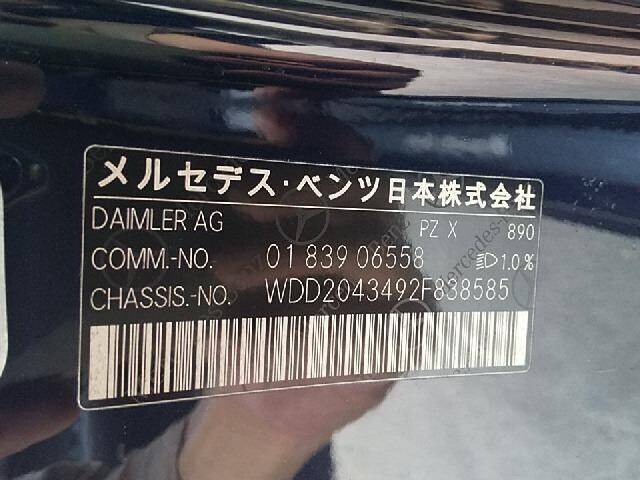 メルセデス・ベンツ日本株式会社
DAIMLER AG PZ X 890
COMM.-NO. 01 839 06558 1.0%
CHASSIS.-NO. WDD2043492F838585